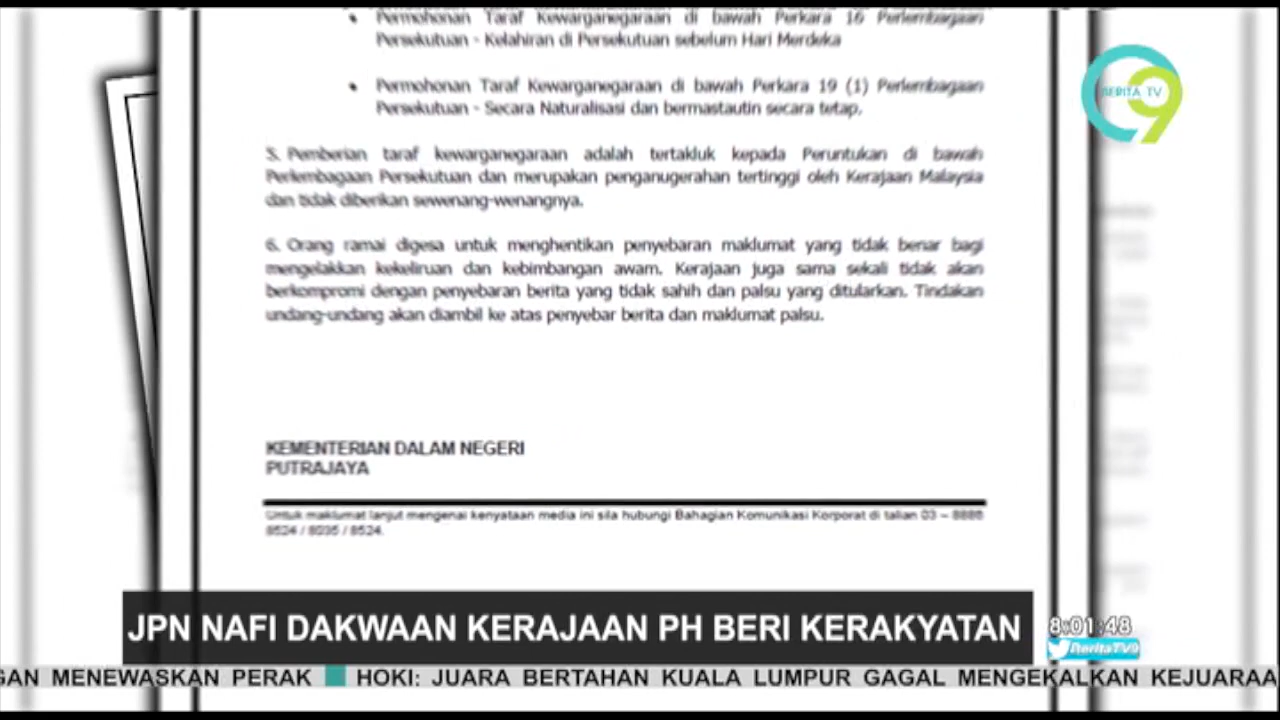 • Permohonan Taraf Kewarganegaraan di bawah Perkara 16 Perlembagaan
Persekutuan - Kelahiran di Persekutuan sebelum Hari Merdeka
• Permohonan Taraf Kewarganegaraan di bawah Perkara 19 (1) Perlembagaan
Persekutuan - Secara Naturalisasi dan bermastautin secara tetap.
5. Pemberian taraf kewarganegaraan adalah tertakluk kepada Peruntukan di bawah
Perlembagaan Persekutuan dan merupakan penganugerahan tertinggi oleh Kerajaan Malaysia
dan tidak diberikan sewenang-wenangnya.
6. Orang ramai digesa untuk menghentikan penyebaran maklumat yang tidak benar bagi
mengelakkan kekeliruan dan kebimbangan awam. Kerajaan juga sama sekali tidak akan
berkompromi dengan penyebaran berita yang tidak sahih dan palsu yang ditularkan. Tindakan
undang-undang akan diambil ke atas penyebar berita dan maklumat palsu.
KEMENTERIAN DALAM NEGERI
PUTRAJAYA
Untuk maklumat lanjut mengenai kenyataan media ini sila hubungi Bahagian Komunikasi Korporat di talian 03 – 8886
8524 / 8035 / 8524.
BERITA TV 9
JPN NAFI DAKWAAN KERAJAAN PH BERI KERAKYATAN
8:01:48
BeritaTV9
GAN MENEWASKAN PERAK HOKI: JUARA BERTAHAN KUALA LUMPUR GAGAL MENGEKALKAN KEJUARAA